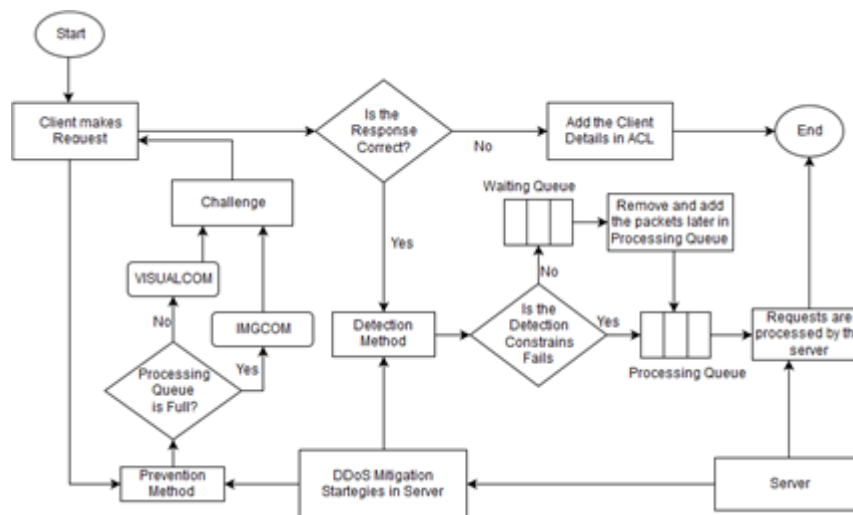 Start
Client makes
Request
Is the
Response
Correct?
No
Add the Client
Details in ACL
End
Challenge
Waiting Queue
Remove and add
the packets later in
Processing Queue
Yes
VISUALCOM
No
IMGCOM
No
Detection
Method
Is the
Detection
Constrains
Fails
Yes
Requests are
processed by the
server
Processing Queue
Processing
Queue
is Full?
Yes
Prevention
Method
DDoS Mitigation
Startegies in Server
Server